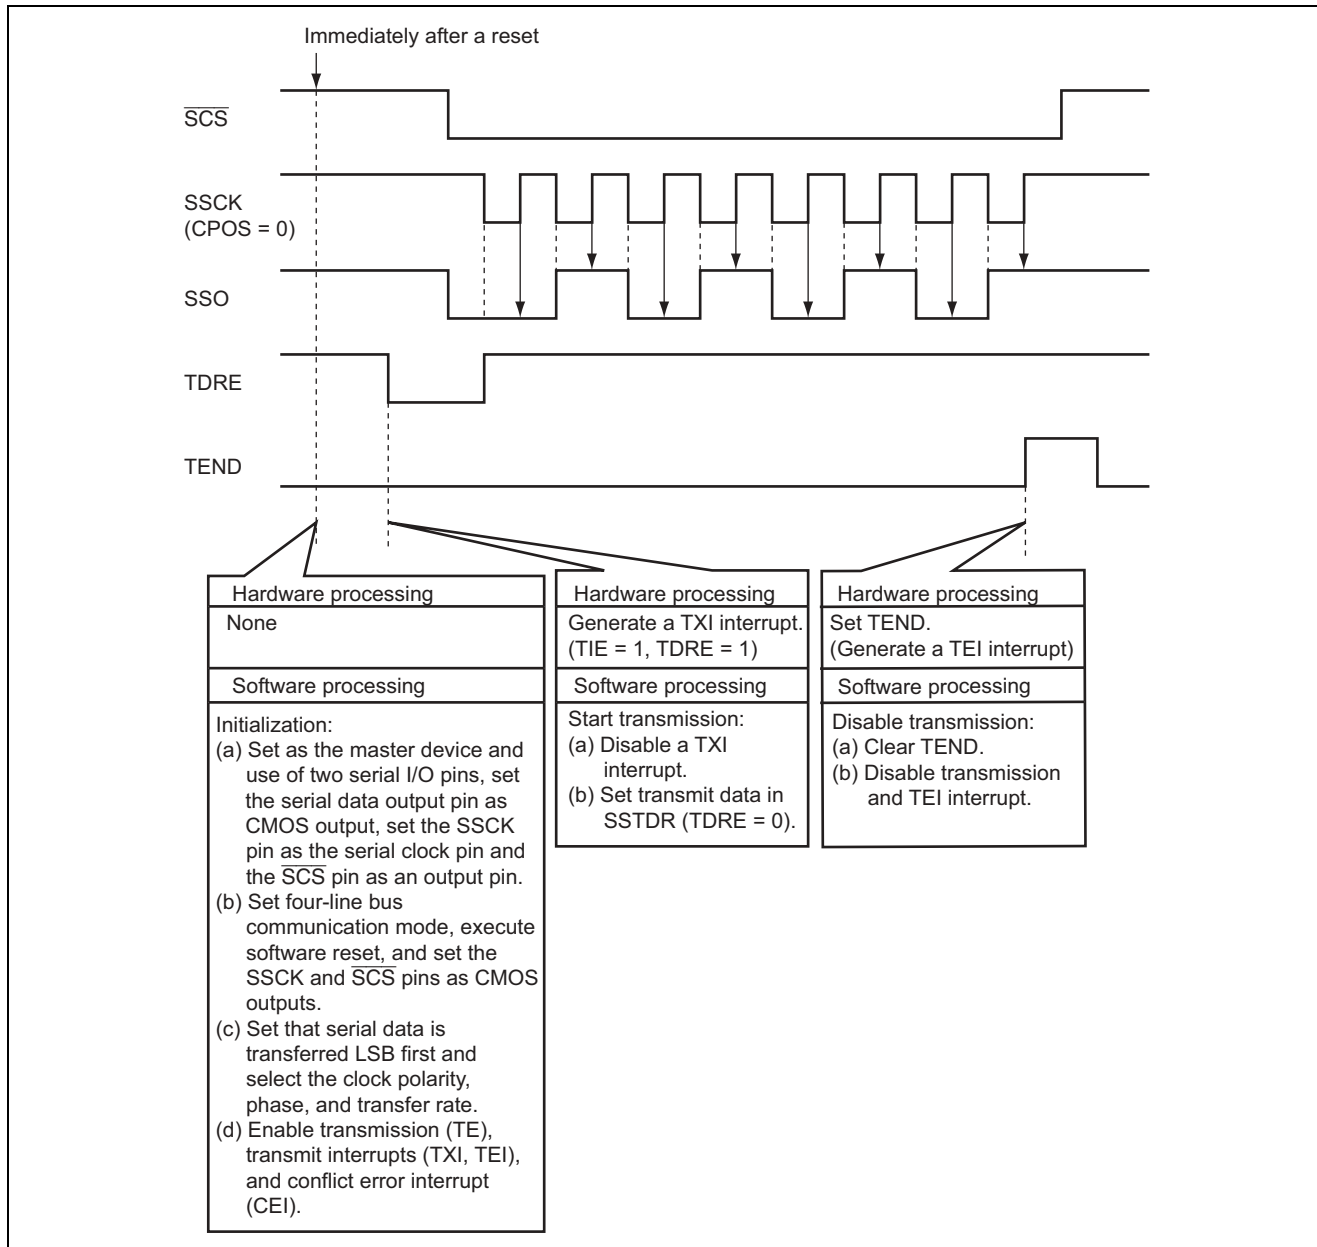 Immediately after a reset
SCS
SSCK
(CPOS = 0)
SSO
TDRE
TEND
Hardware processing
None
Software processing
Initialization:
(a) Set as the master device and
use of two serial I/O pins, set
the serial data output pin as
CMOS output, set the SSCK
pin as the serial clock pin and
the SCS pin as an output pin.
(b) Set four-line bus
communication mode, execute
software reset, and set the
SSCK and SCS pins as CMOS
outputs.
(c) Set that serial data is
transferred LSB first and
select the clock polarity,
phase, and transfer rate.
(d) Enable transmission (TE),
transmit interrupts (TXI, TEI),
and conflict error interrupt
(CEI).
Hardware processing
Generate a TXI interrupt.
(TIE = 1, TDRE = 1)
Software processing
Start transmission:
(a) Disable a TXI
interrupt.
(b) Set transmit data in
SSTDR (TDRE = 0).
Hardware processing
Set TEND.
(Generate a TEI interrupt)
Software processing
Disable transmission:
(a) Clear TEND.
(b) Disable transmission
and TEI interrupt.